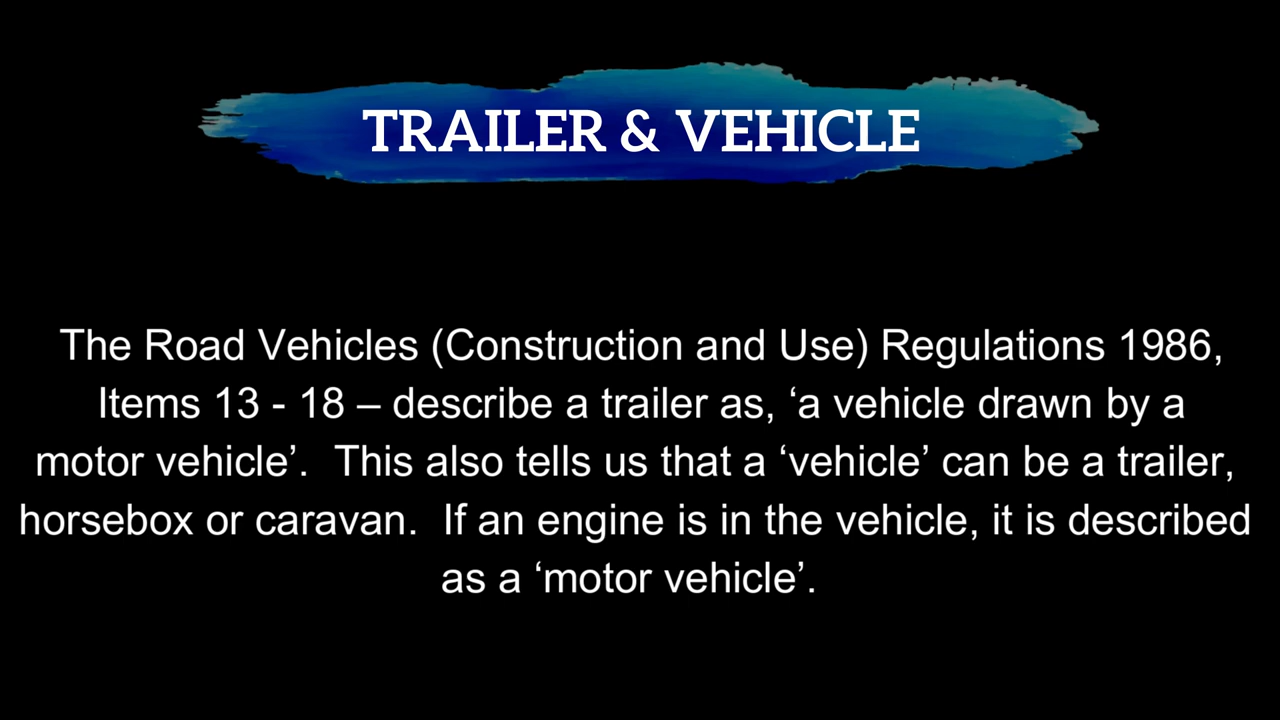 TRAILER & VEHICLE
The Road Vehicles (Construction and Use) Regulations 1986,
Items 13 - 18 – describe a trailer as, ‘a vehicle drawn by a
motor vehicle’.  This also tells us that a ‘vehicle’ can be a trailer,
horsebox or caravan.  If an engine is in the vehicle, it is described
as a ‘motor vehicle’.